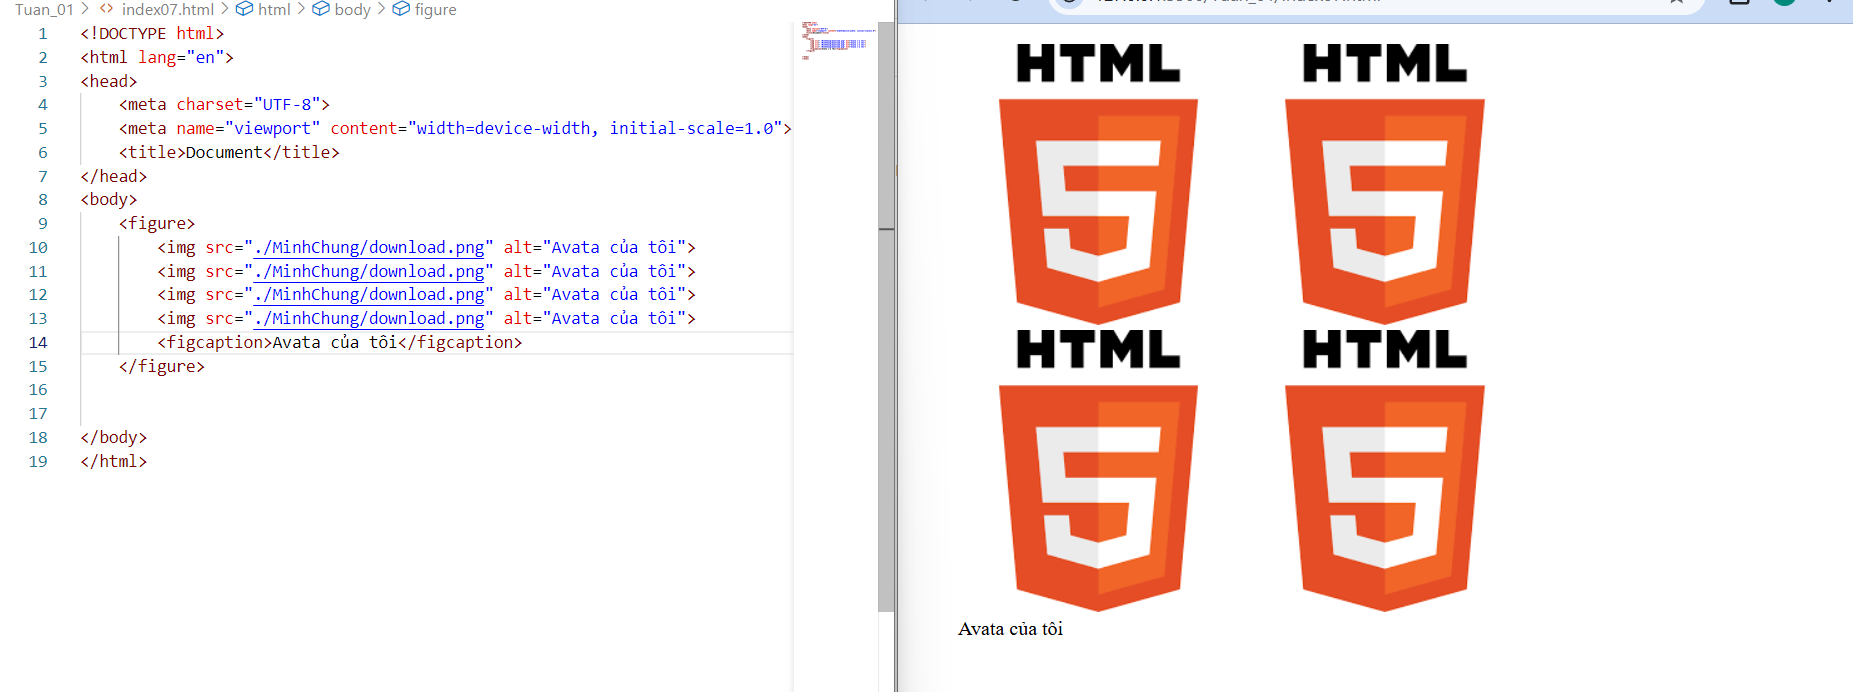 Tuan_01 > <> index07.html > html > body > figure
1 <!DOCTYPE html>
2 <html lang="en">
3 <head>
4 <meta charset="UTF-8">
5 <meta name="viewport" content="width=device-width, initial-scale=1.0">
6 <title>Document</title>
7 </head>
8 <body>
9 <figure>
10 <img src="./MinhChung/download.png" alt="Avata của tôi">
11 <img src="./MinhChung/download.png" alt="Avata của tôi">
12 <img src="./MinhChung/download.png" alt="Avata của tôi">
13 <img src="./MinhChung/download.png" alt="Avata của tôi">
14 <figcaption>Avata của tôi</figcaption>
15 </figure>
16
17
18 </body>
19 </html>
HTML HTML
5 5
HTML HTML
5 5
Avata của tôi